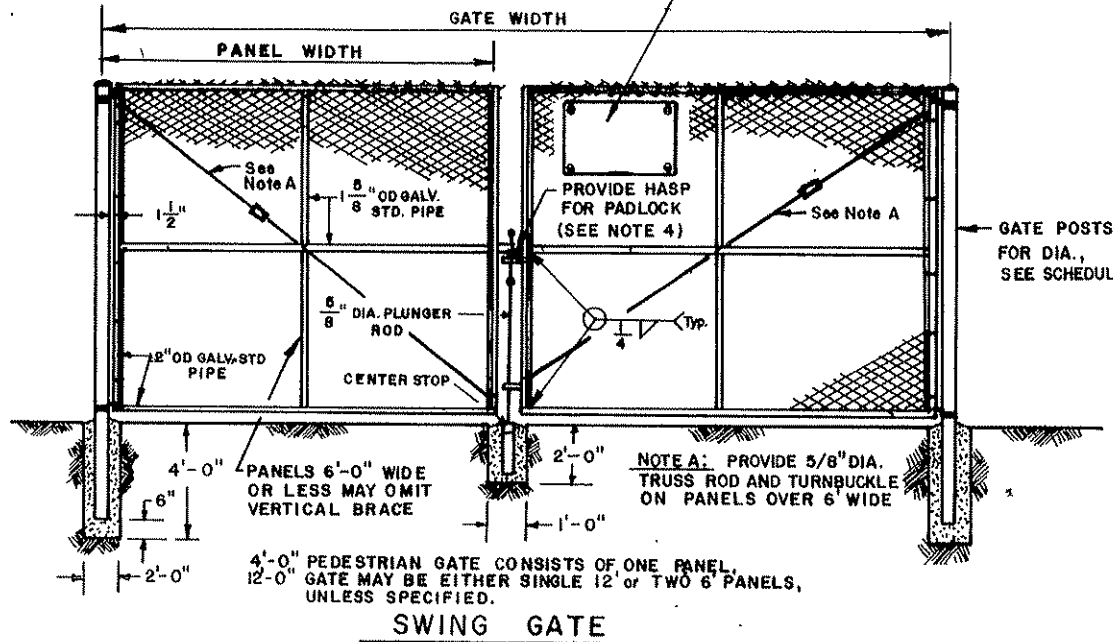 GATE WIDTH
PANEL WIDTH
See
Note A
1 5/8" OD GALV.
STD. PIPE
1 1/2"
PROVIDE HASP
FOR PADLOCK
(SEE NOTE 4)
See Note A
GATE POSTS
FOR DIA.,
SEE SCHEDUL
5/8" DIA. PLUNGER
ROD
1/4
Typ.
2" OD GALV. STD
PIPE
CENTER STOP
4'-0"
6"
2'-0"
PANELS 6'-0" WIDE
OR LESS MAY OMIT
VERTICAL BRACE
2'-0"
1'-0"
NOTE A: PROVIDE 5/8" DIA.
TRUSS ROD AND TURNBUCKLE
ON PANELS OVER 6' WIDE
4'-0" PEDESTRIAN GATE CONSISTS OF ONE PANEL,
12'-0" GATE MAY BE EITHER SINGLE 12' or TWO 6' PANELS,
UNLESS SPECIFIED.
SWING GATE